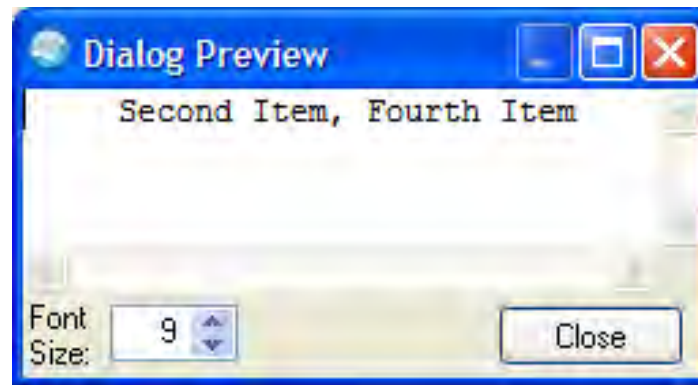 Dialog Preview
Second Item, Fourth Item
Font
Size:
9
Close